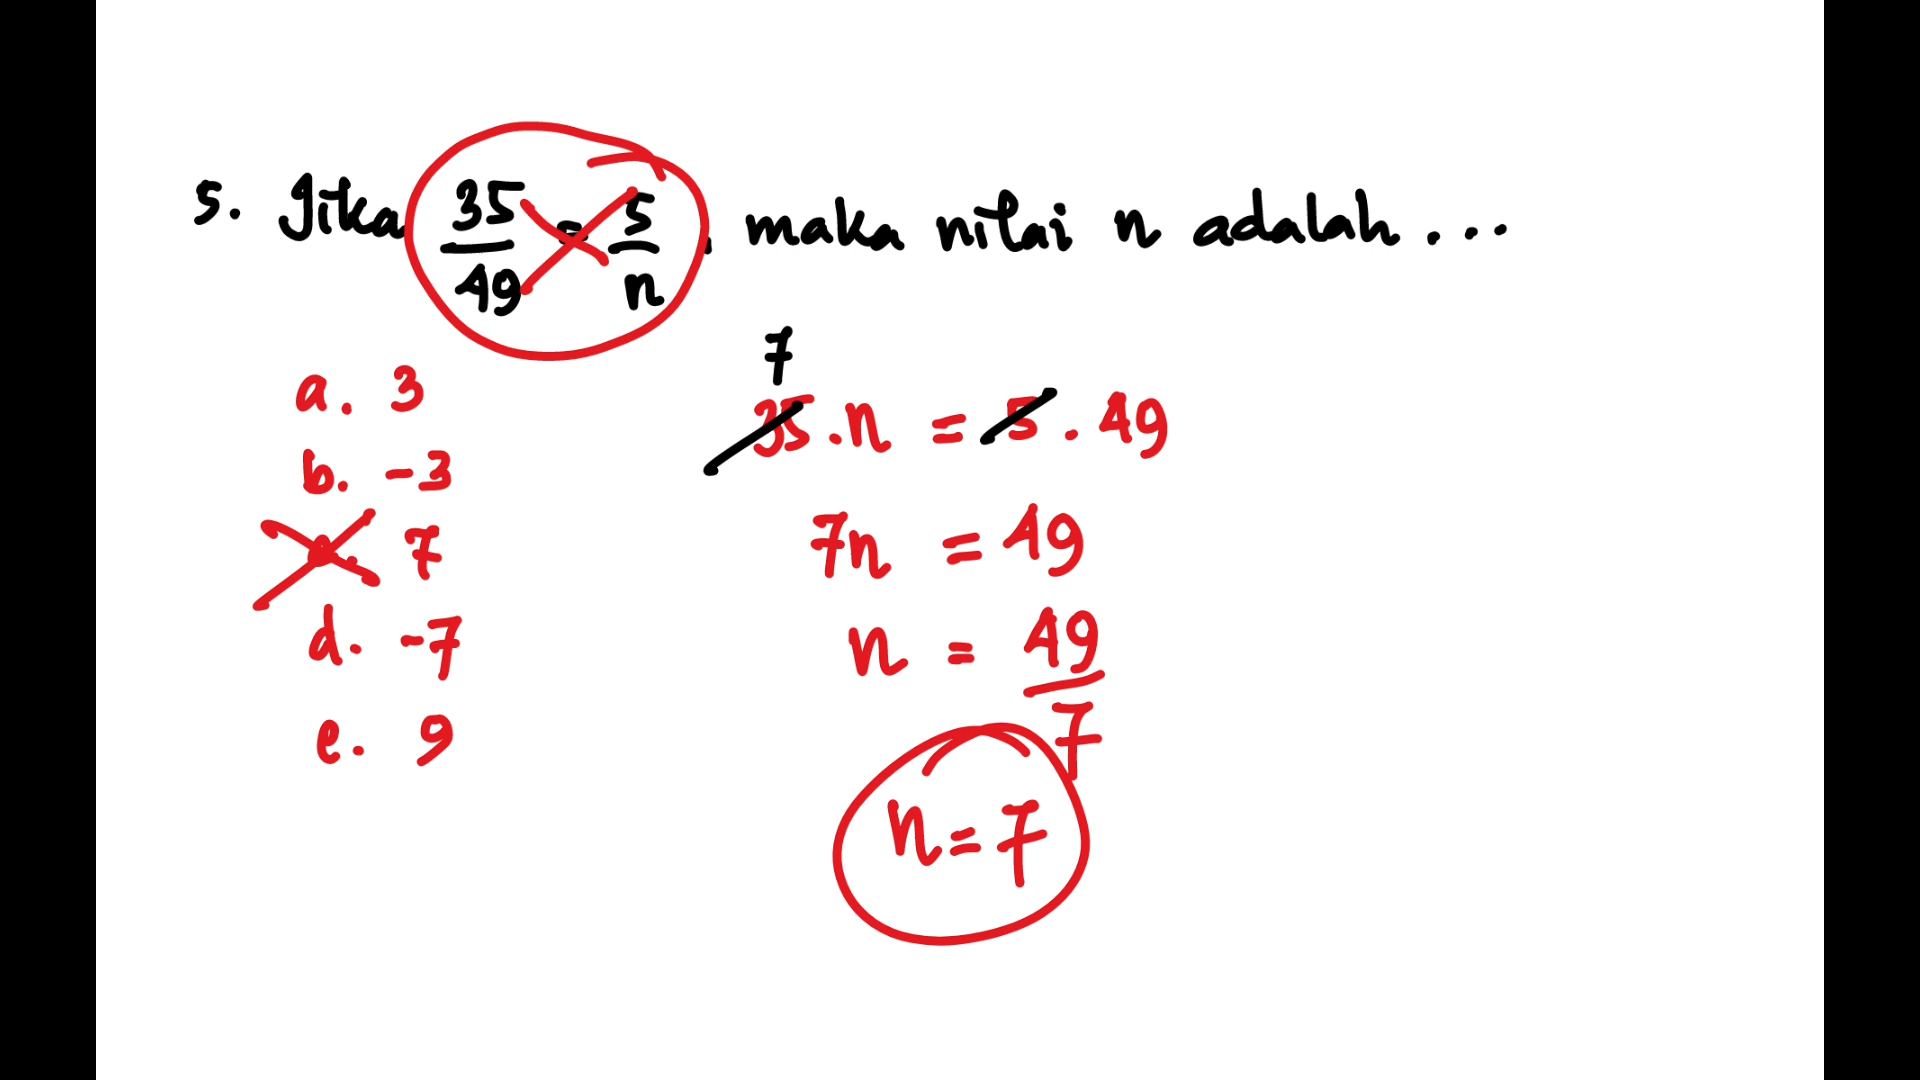 5. Jika 35/49 = 5/n, maka nilai n adalah ...
a. 3
b. -3
c. 7
d. -7
e. 9
7
35 . n = 5 . 49
7n = 49
n = 49/7
n = 7